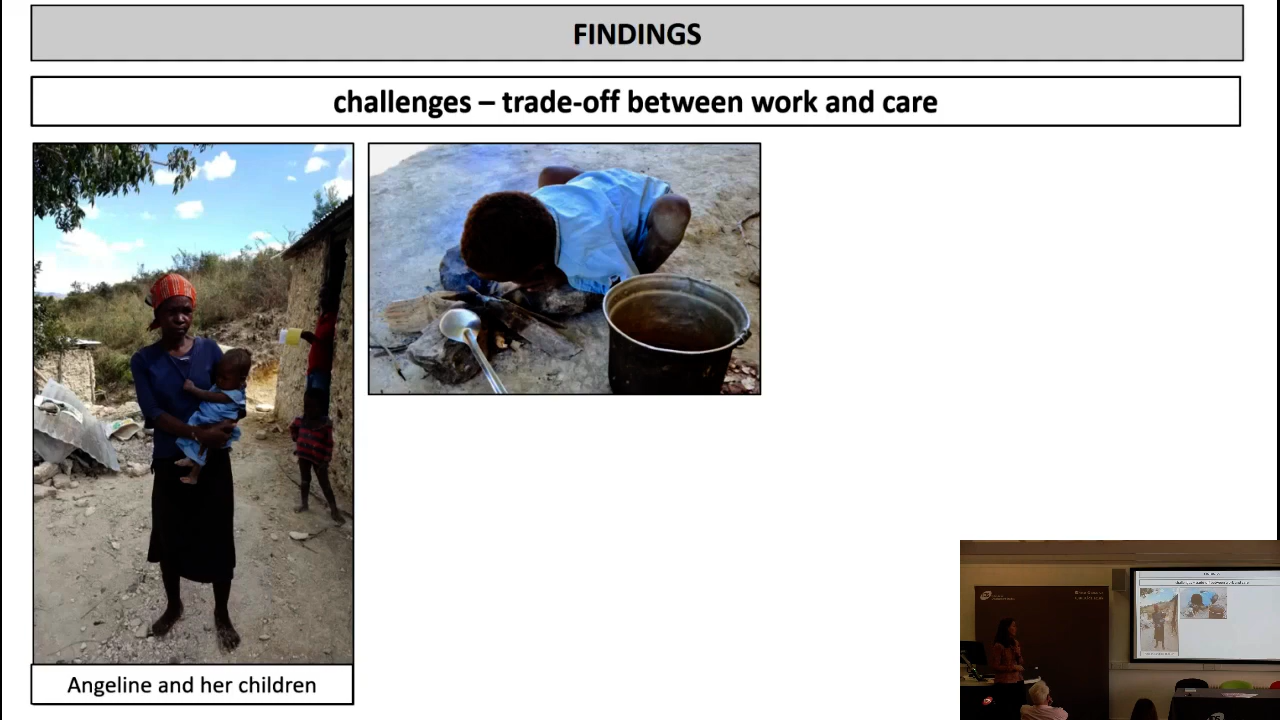 FINDINGS
challenges – trade-off between work and care
Angeline and her children